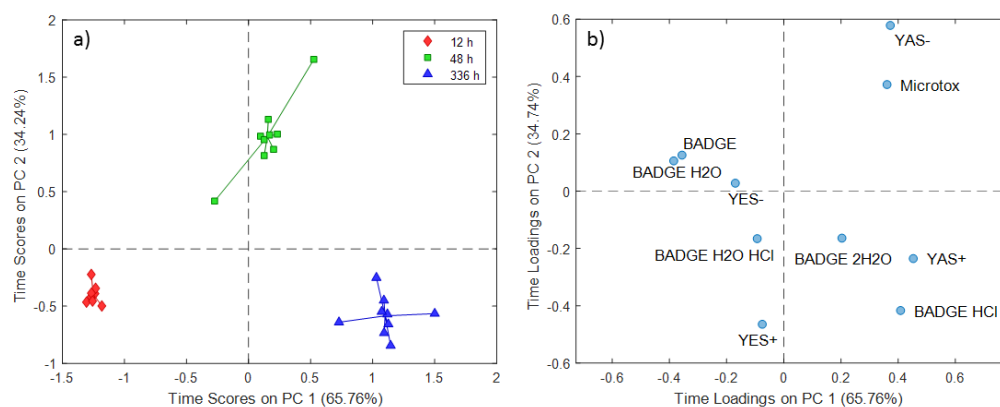 a)
12 h
48 h
336 h
2
1.5
1
0.5
0
-0.5
-1
-1.5
-1
-0.5
0
0.5
1
1.5
2
Time Scores on PC 2 (34.24%)
Time Scores on PC 1 (65.76%)
b)
0.6
0.4
0.2
0
-0.2
-0.4
-0.6
-0.6
-0.4
-0.2
0
0.2
0.4
0.6
Time Loadings on PC 2 (34.74%)
Time Loadings on PC 1 (65.76%)
YAS-
Microtox
BADGE
BADGE H2O
YES-
BADGE H2O HCl
BADGE 2H2O
YAS+
BADGE HCl
YES+